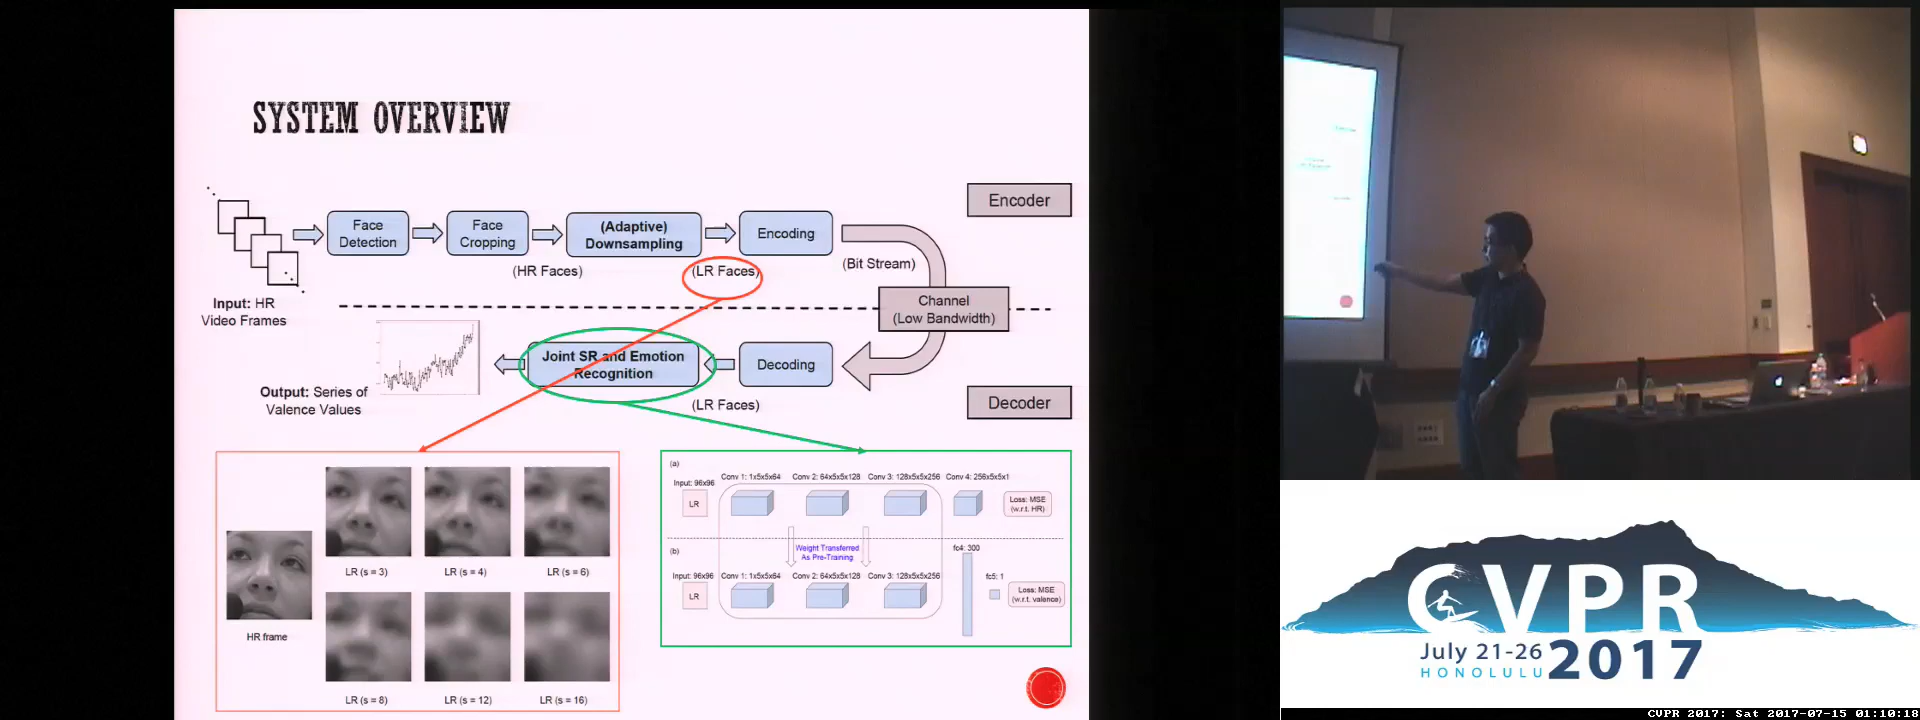 SYSTEM OVERVIEW
Encoder
Face
Detection
Face
Cropping
(Adaptive)
Downsampling
Encoding
(HR Faces)
(LR Faces)
(Bit Stream)
Input: HR
Video Frames
Channel
(Low Bandwidth)
Joint SR and Emotion
Recognition
Decoding
Output: Series of
Valence Values
(LR Faces)
Decoder
HR frame
LR (s = 3)
LR (s = 4)
LR (s = 6)
LR (s = 8)
LR (s = 12)
LR (s = 16)
(a)
Input: 96x96
Conv 1: 1x5x5x64
Conv 2: 64x5x5x128
Conv 3: 128x5x5x256
Conv 4: 256x5x5x1
LR
Loss: MSE
(w.r.t. HR)
Weight Transferred
As Pre-Training
(b)
fc4: 300
Input: 96x96
Conv 1: 1x5x5x64
Conv 2: 64x5x5x128
Conv 3: 128x5x5x256
fc5: 1
LR
Loss: MSE
(w.r.t. valence)
CVPR
July 21-26
HONOLULU
2017
CVPR 2017: Sat 2017-07-15 01:10:18